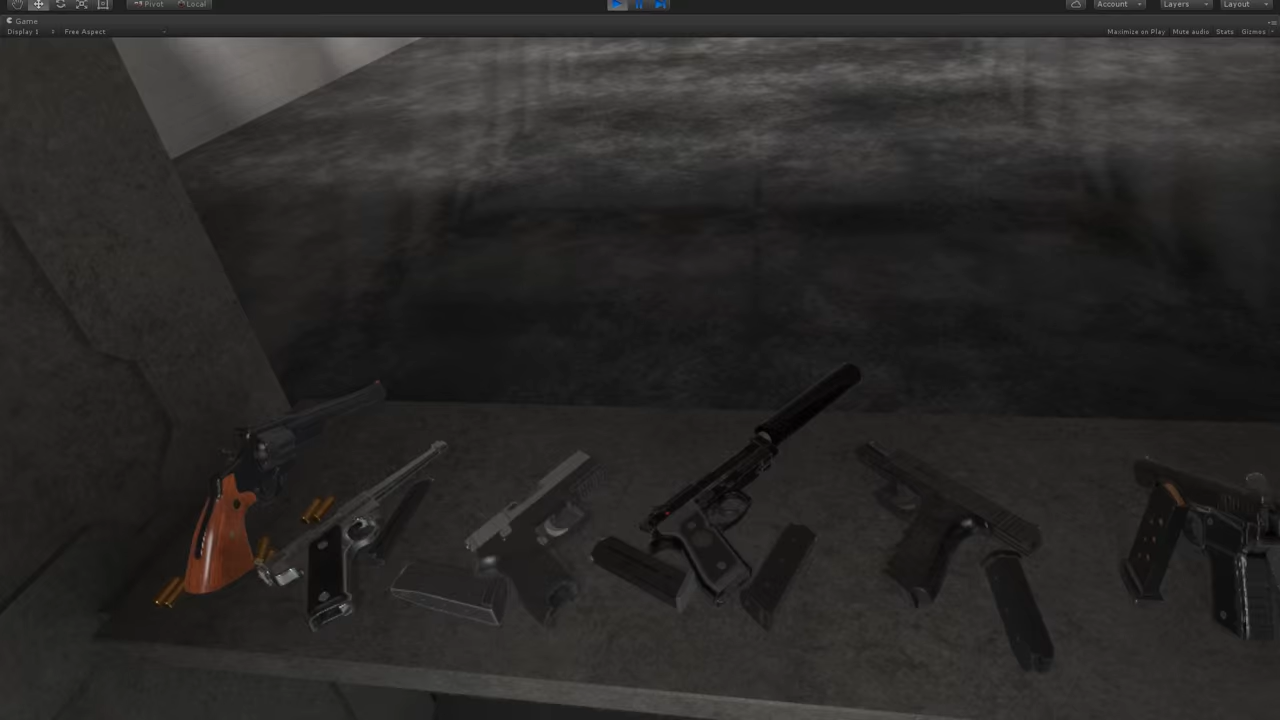 Pivot Local Account Layers Layout
Game
Display 1 Free Aspect Maximize on Play Mute audio Stats Gizmos